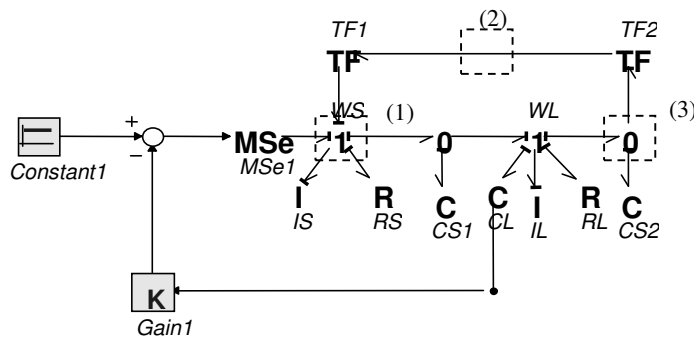 (2)
TF1
TF2
TF
TF
WS
(1)
WL
(3)
+
−
MSe
1
0
1
0
Constant1
MSe1
I
R
C
C
I
R
C
IS
RS
CS1
CL
IL
RL
CS2
K
Gain1